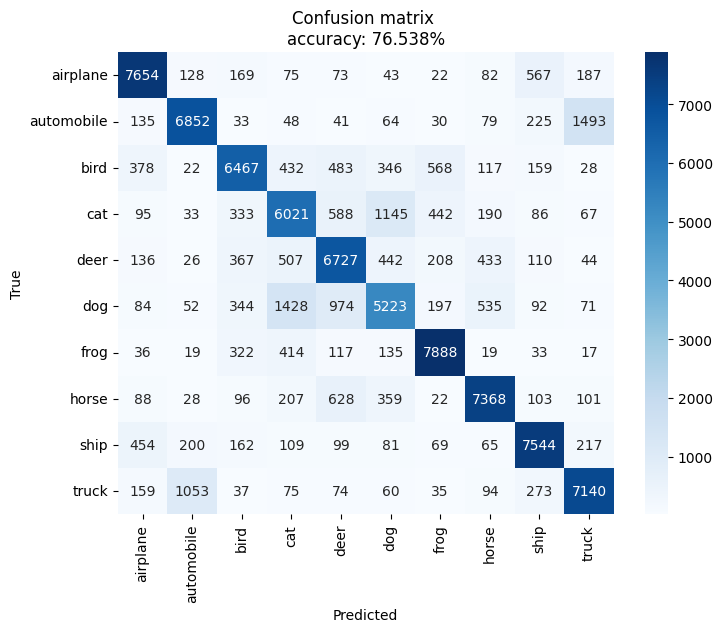 Confusion matrix
accuracy: 76.538%
airplane 7654 128 169 75 73 43 22 82 567 187
automobile 135 6852 33 48 41 64 30 79 225 1493
bird 378 22 6467 432 483 346 568 117 159 28
cat 95 33 333 6021 588 1145 442 190 86 67
deer 136 26 367 507 6727 442 208 433 110 44
dog 84 52 344 1428 974 5223 197 535 92 71
frog 36 19 322 414 117 135 7888 19 33 17
horse 88 28 96 207 628 359 22 7368 103 101
ship 454 200 162 109 99 81 69 65 7544 217
truck 159 1053 37 75 74 60 35 94 273 7140
True
airplane automobile bird cat deer dog frog horse ship truck
Predicted
7000
6000
5000
4000
3000
2000
1000